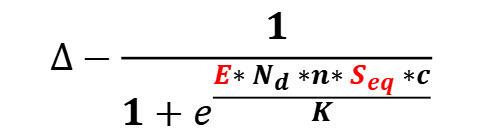 Δ − 1
1 + e E* N_d *n* S_eq *c
K